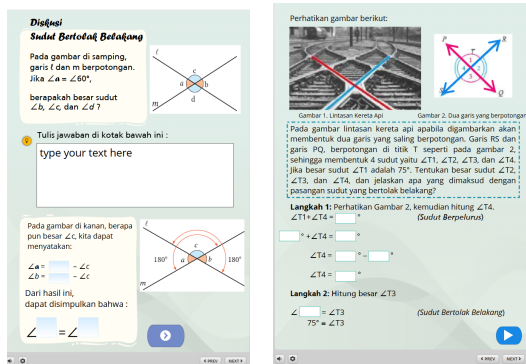 Diskusi
Sudut Bertolak Belakang
Pada gambar di samping,
garis ℓ dan m berpotongan.
Jika ∠a = ∠60°,
berapakah besar sudut
∠b, ∠c, dan ∠d ?
ℓ
c
a
b
d
m
Tulis jawaban di kotak bawah ini :
type your text here
Pada gambar di kanan, berapa
pun besar ∠c, kita dapat
menyatakan:
∠a = - ∠c
∠b = - ∠c
Dari hasil ini,
dapat disimpulkan bahwa :
∠ = ∠
ℓ
c
180°
a
b
180°
m
< PREV
NEXT >
Perhatikan gambar berikut:
P
R
T
1
4
2
3
S
Q
Gambar 1. Lintasan Kereta Api
Gambar 2. Dua garis yang berpotongan
Pada gambar lintasan kereta api apabila digambarkan akan
membentuk dua garis yang saling berpotongan. Garis RS dan
garis PQ, berpotongan di titik T seperti pada gambar 2,
sehingga membentuk 4 sudut yaitu ∠T1, ∠T2, ∠T3, dan ∠T4.
Jika besar sudut ∠T1 adalah 75°. Tentukan besar sudut ∠T2,
∠T3, dan ∠T4, dan jelaskan apa yang dimaksud dengan
pasangan sudut yang bertolak belakang?
Langkah 1: Perhatikan Gambar 2, kemudian hitung ∠T4.
∠T1+∠T4 = ° (Sudut Berpelurus)
° +∠T4 = °
∠T4 = ° - °
∠T4 = °
Langkah 2: Hitung besar ∠T3
∠ = ∠T3 (Sudut Bertolak Belakang)
75° = ∠T3
< PREV
NEXT >